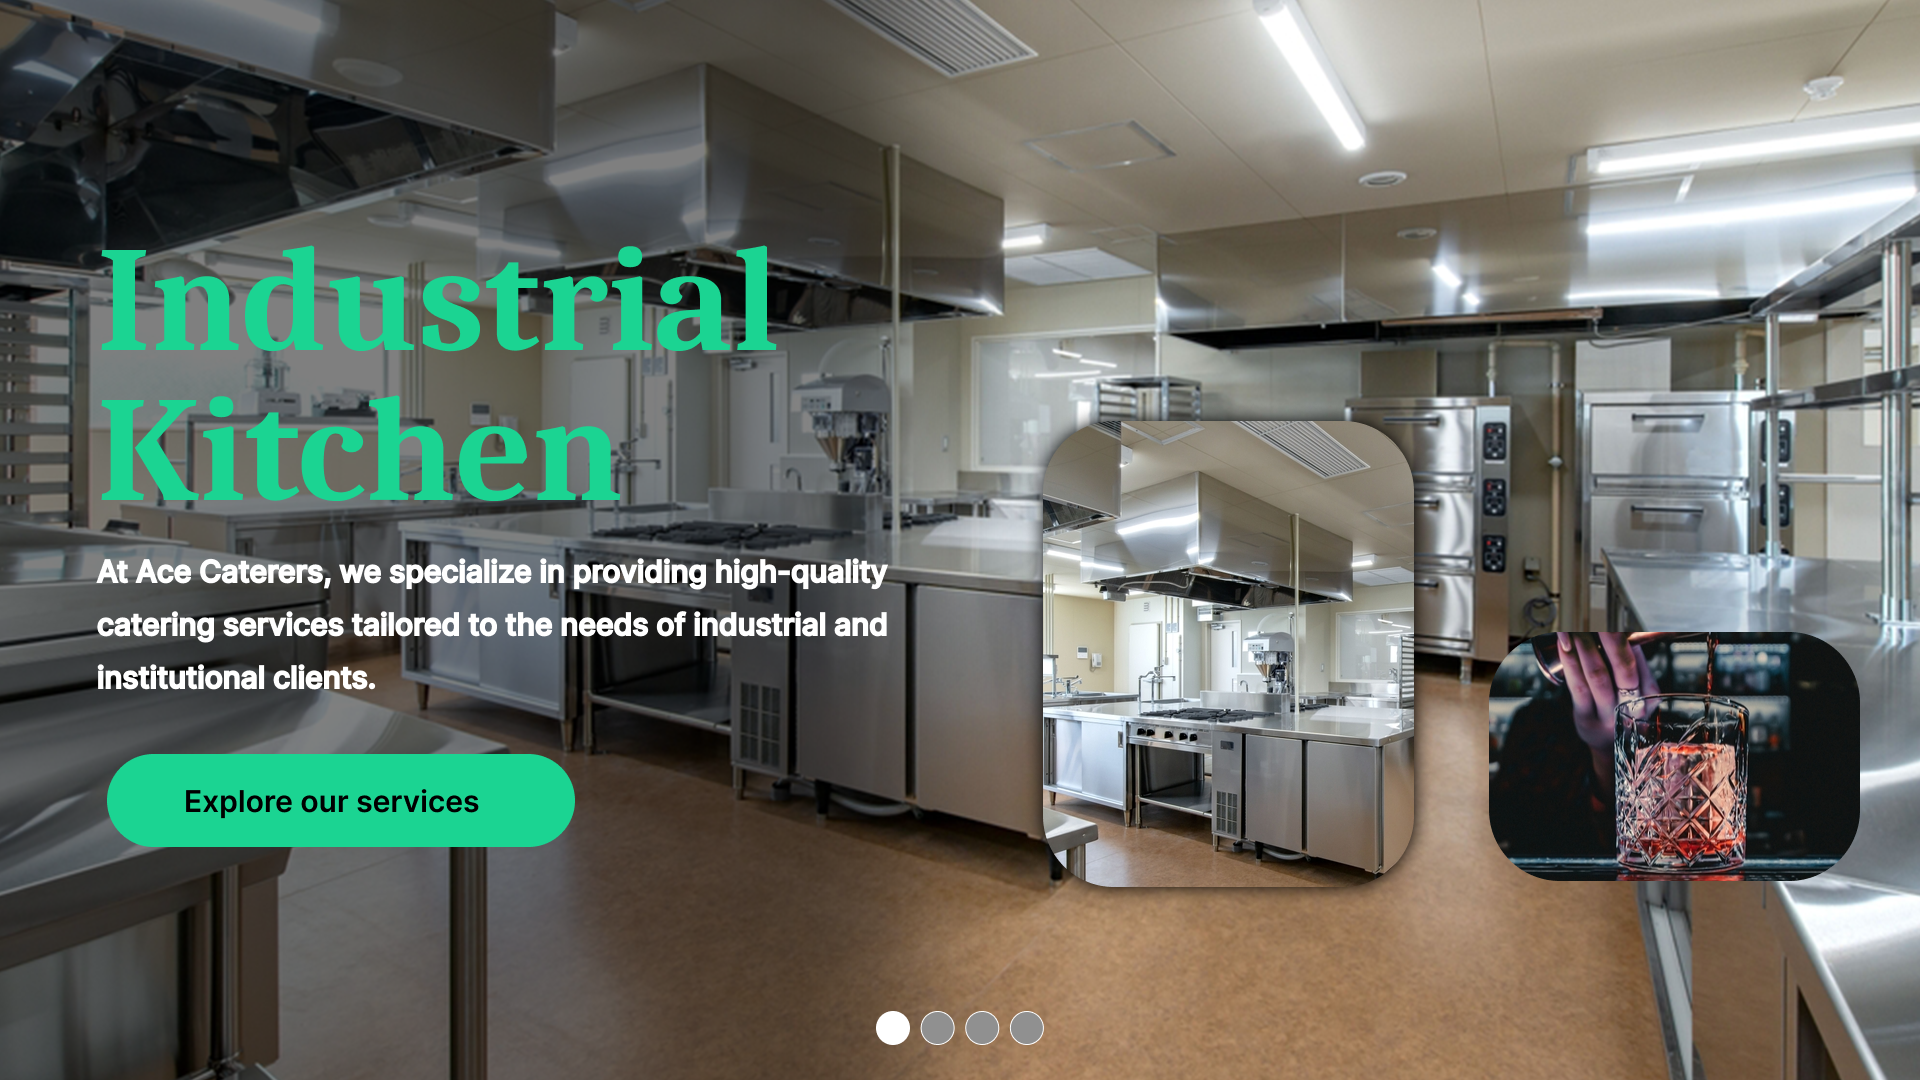 Industrial
Kitchen
At Ace Caterers, we specialize in providing high-quality
catering services tailored to the needs of industrial and
institutional clients.
Explore our services